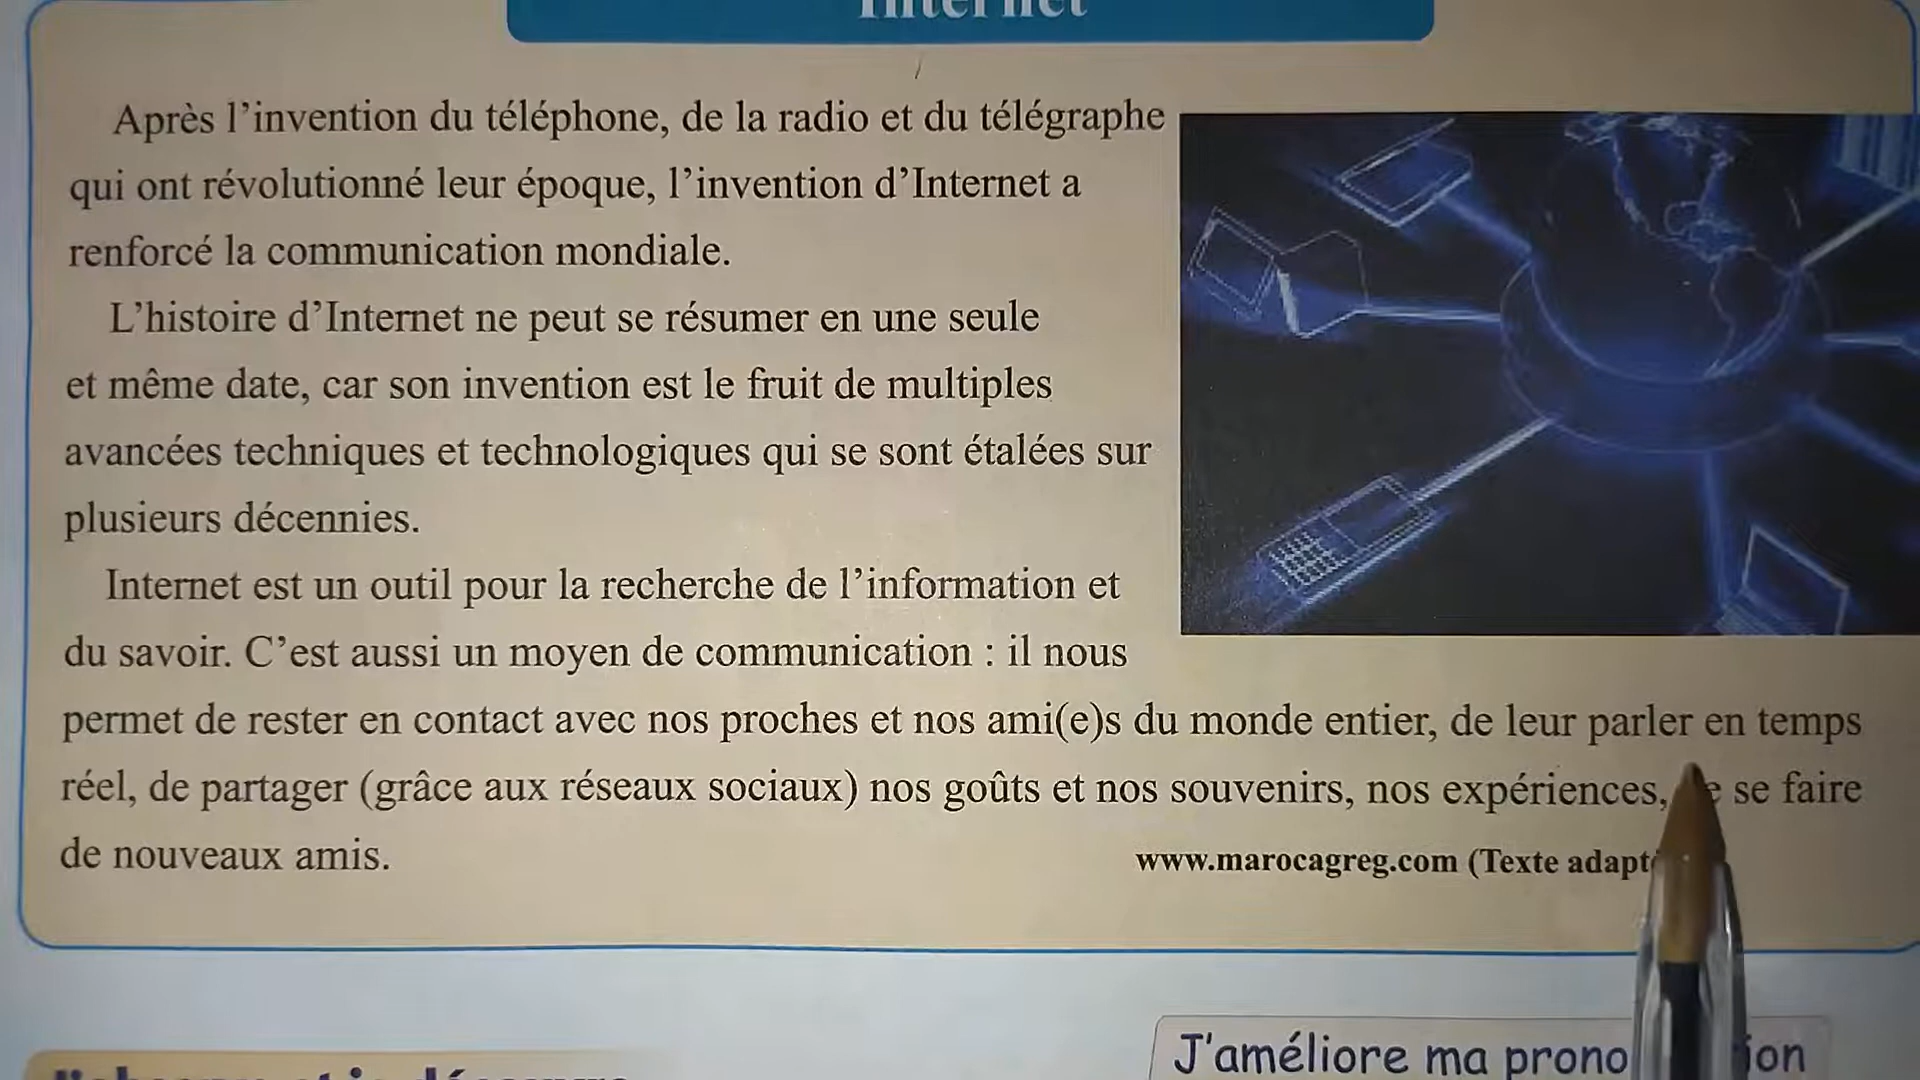 Internet
Après l'invention du téléphone, de la radio et du télégraphe
qui ont révolutionné leur époque, l'invention d'Internet a
renforcé la communication mondiale.
L'histoire d'Internet ne peut se résumer en une seule
et même date, car son invention est le fruit de multiples
avancées techniques et technologiques qui se sont étalées sur
plusieurs décennies.
Internet est un outil pour la recherche de l'information et
du savoir. C'est aussi un moyen de communication : il nous
permet de rester en contact avec nos proches et nos ami(e)s du monde entier, de leur parler en temps
réel, de partager (grâce aux réseaux sociaux) nos goûts et nos souvenirs, nos expériences, se faire
de nouveaux amis.
www.marocagreg.com (Texte
J'améliore ma